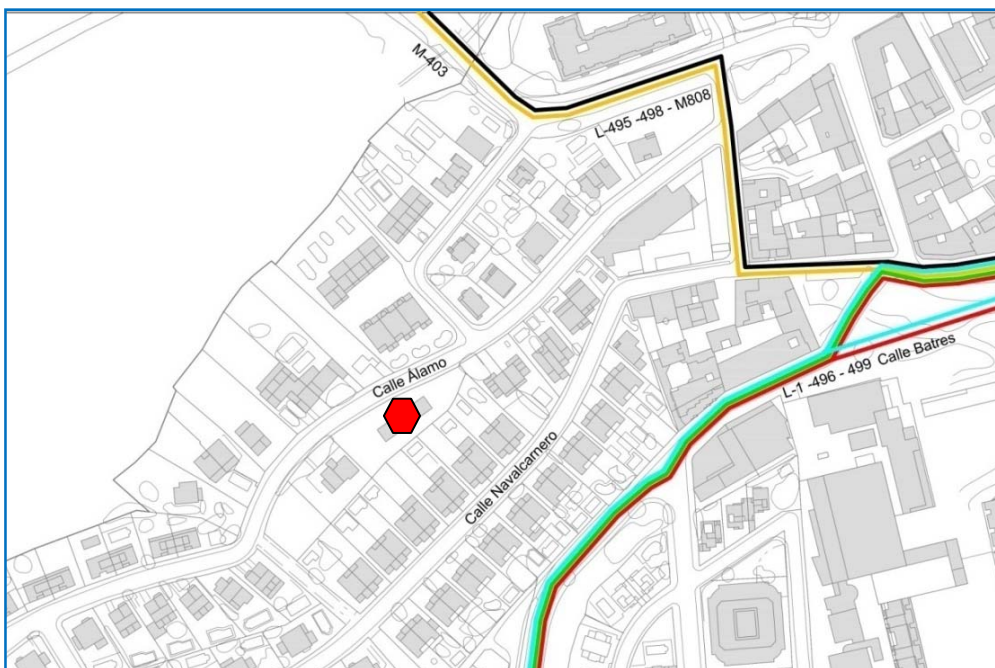 M-403
L-495 -498 - M808
Calle Álamo
L-1 -496 - 499 Calle Batres
Calle Navalcarnero